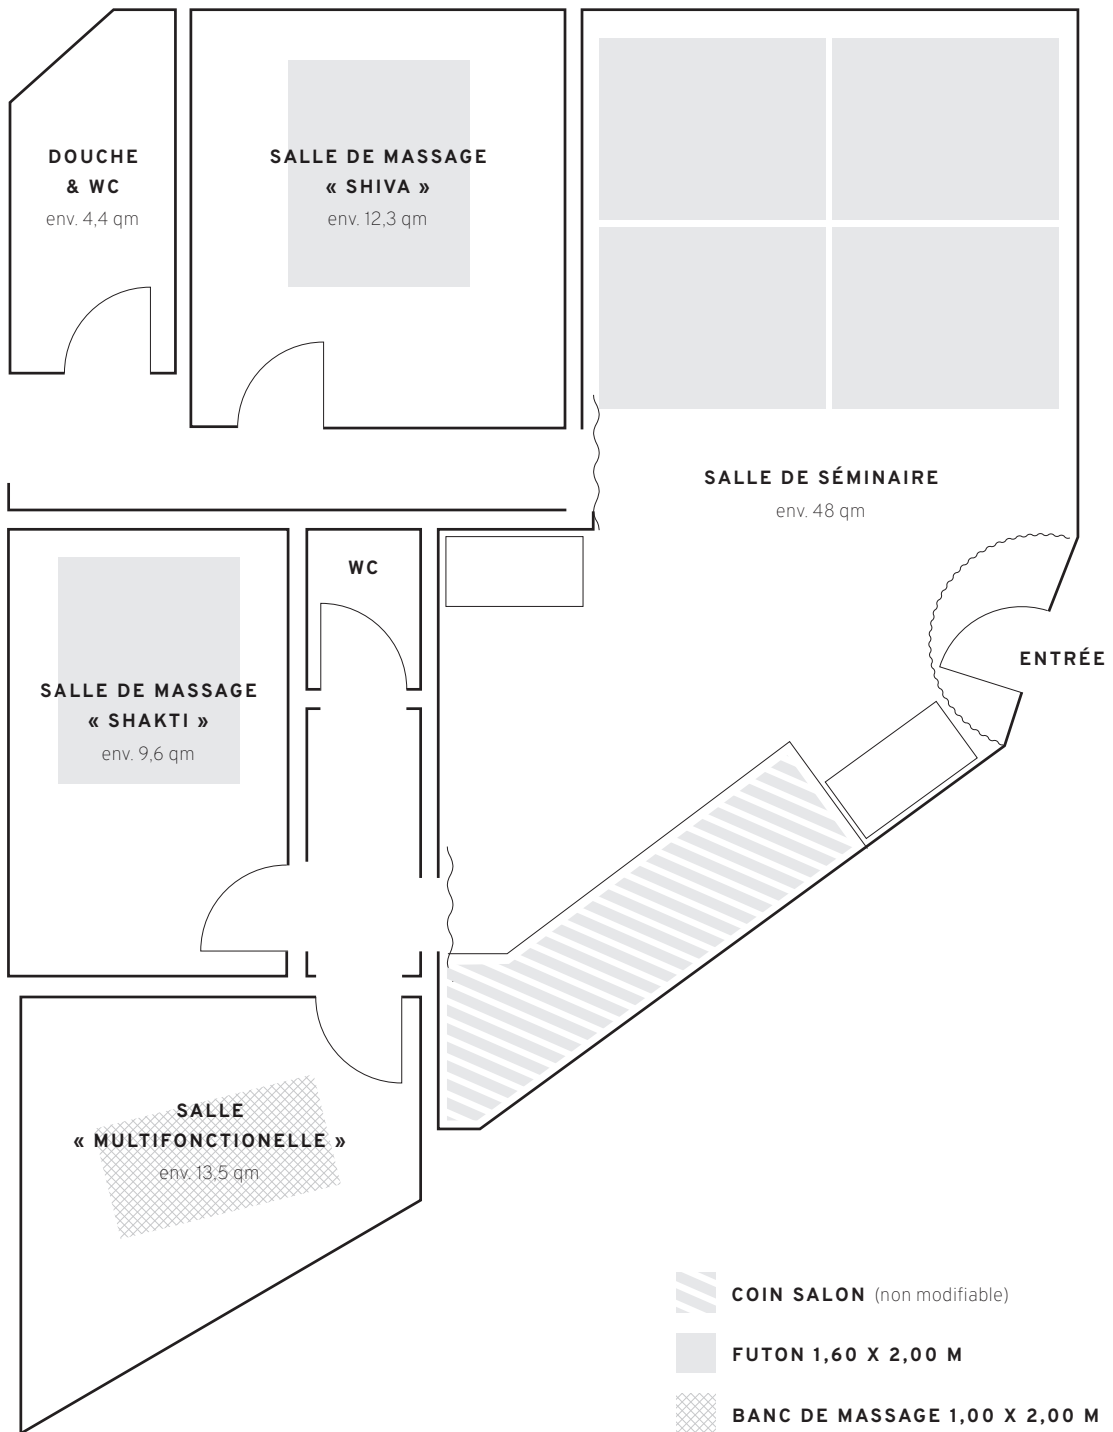 DOUCHE
& WC
env. 4,4 qm
SALLE DE MASSAGE
« SHIVA »
env. 12,3 qm
SALLE DE SÉMINAIRE
env. 48 qm
WC
ENTRÉE
SALLE DE MASSAGE
« SHAKTI »
env. 9,6 qm
SALLE
« MULTIFONCTIONELLE »
env. 13,5 qm
COIN SALON (non modifiable)
FUTON 1,60 X 2,00 M
BANC DE MASSAGE 1,00 X 2,00 M